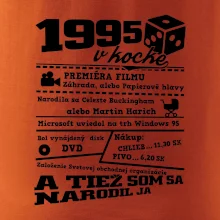 1995
v kocke
PREMIÉRA FILMU
Záhrada, alebo Papierové hlavy
Narodila sa Celeste Buckingham
alebo Martin Harich
Microsoft uviedol na trh Windows 95
Bol vynájdený disk
DVD
Nákup:
CHLIEB... 11.30 SK
PIVO... 6.20 SK
Založenie Svetovej obchodnej organizácie
A TIEŽ SOM SA
NARODIL JA